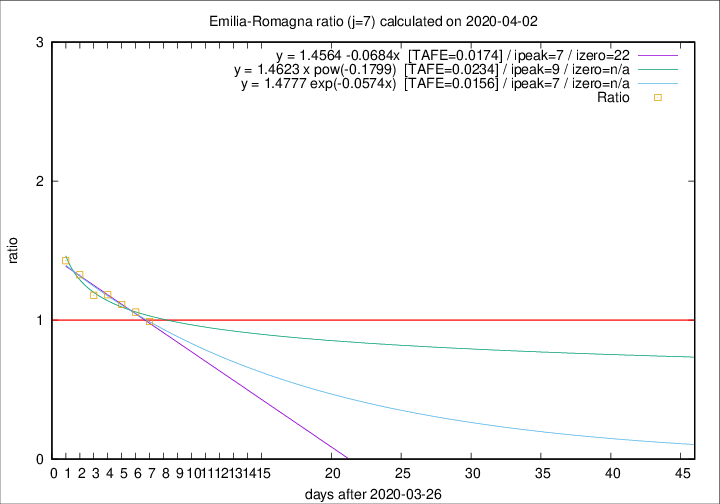 Emilia-Romagna ratio (j=7) calculated on 2020-04-02
y = 1.4564 -0.0684x  [TAFE=0.0174] / ipeak=7 / izero=22
y = 1.4623 x pow(-0.1799)  [TAFE=0.0234] / ipeak=9 / izero=n/a
y = 1.4777 exp(-0.0574x)  [TAFE=0.0156] / ipeak=7 / izero=n/a
Ratio
3
2
1
0
ratio
0 1 2 3 4 5 6 7 8 9 10 11 12 13 14 15 20 25 30 35 40 45
days after 2020-03-26